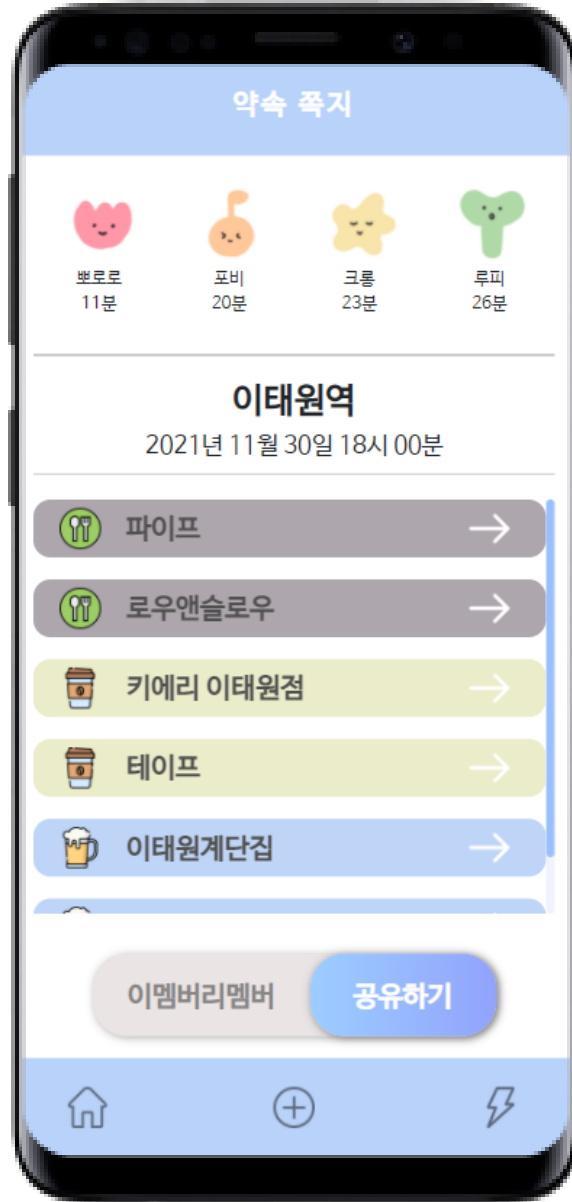 약속 쪽지
뽀로로 포비 크롱 루피
11분 20분 23분 26분
이태원역
2021년 11월 30일 18시 00분
파이프
로우앤슬로우
키에리 이태원점
테이프
이태원계단집
이멤버리멤버 공유하기